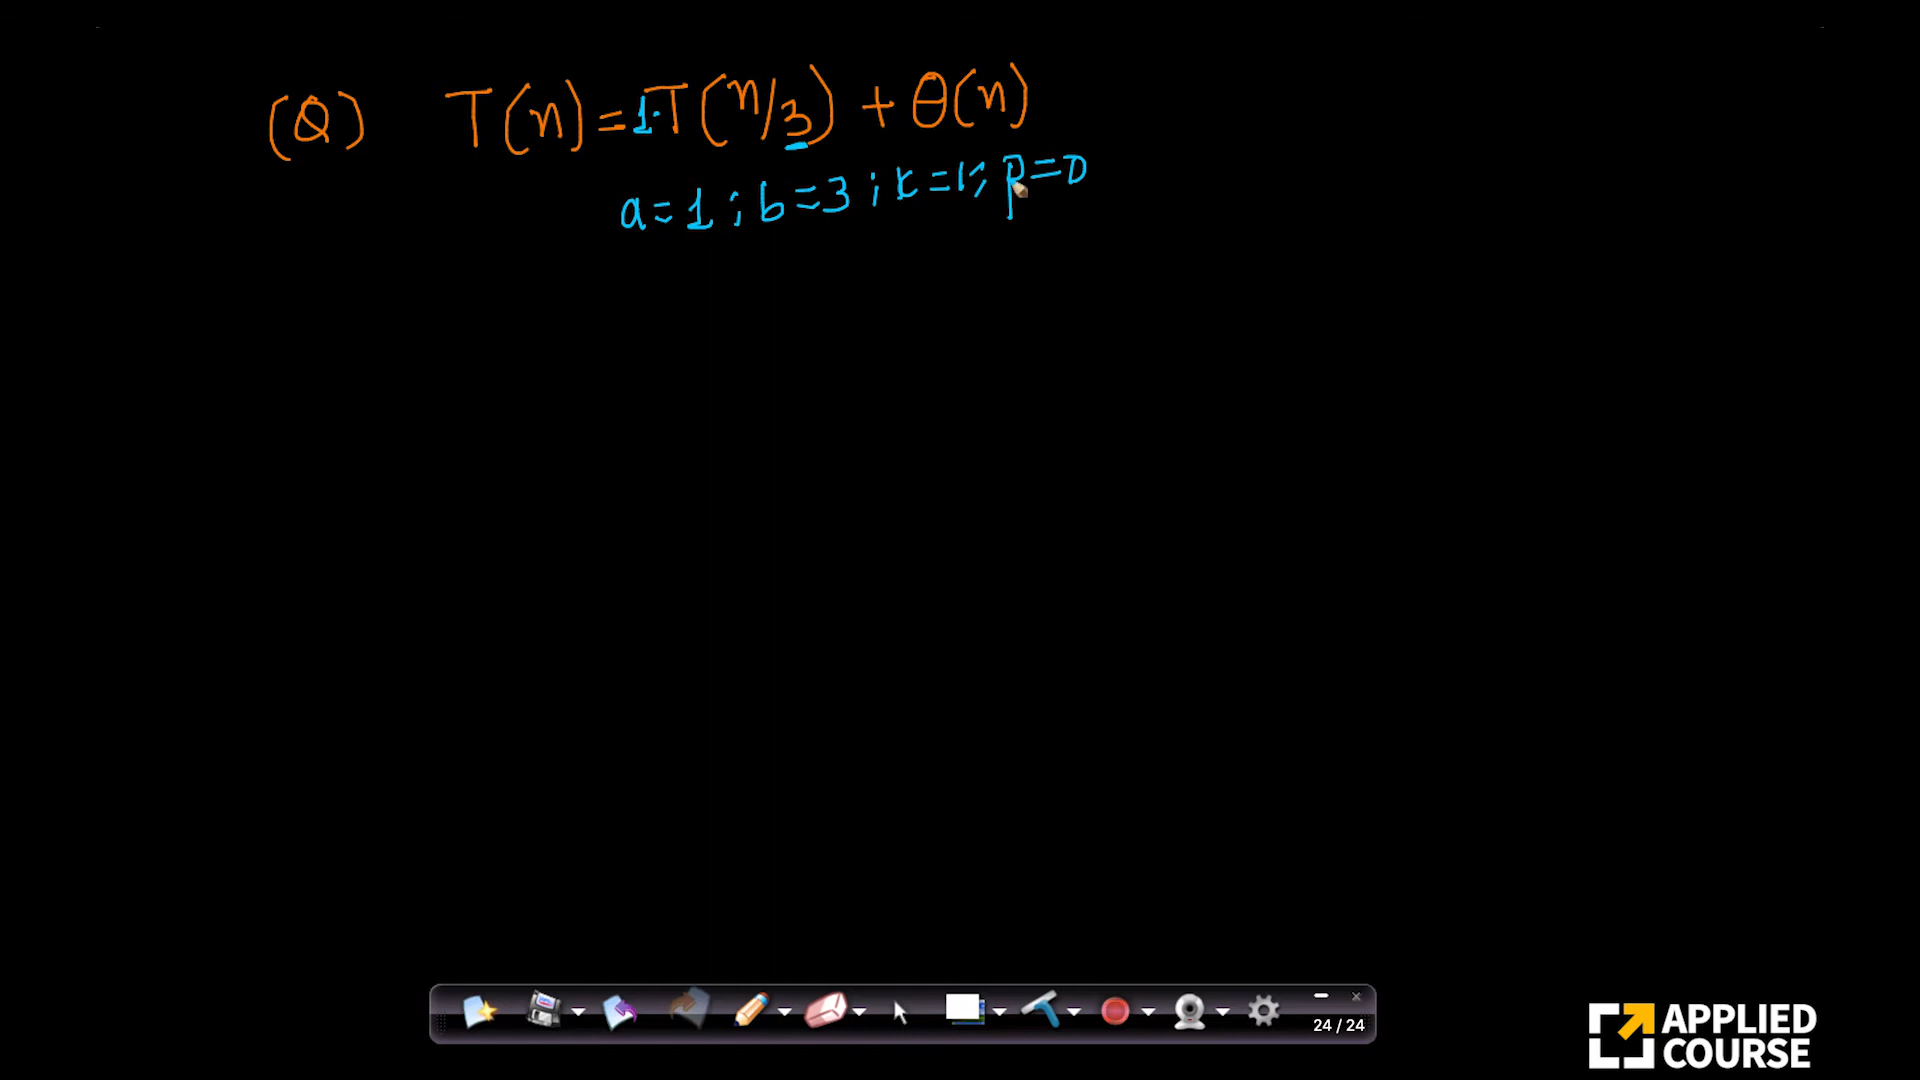 (Q) T(n)=1.T(n/3) + θ(n)
a=1 ; b=3 ; k=1; p=0
24 / 24
APPLIED
COURSE